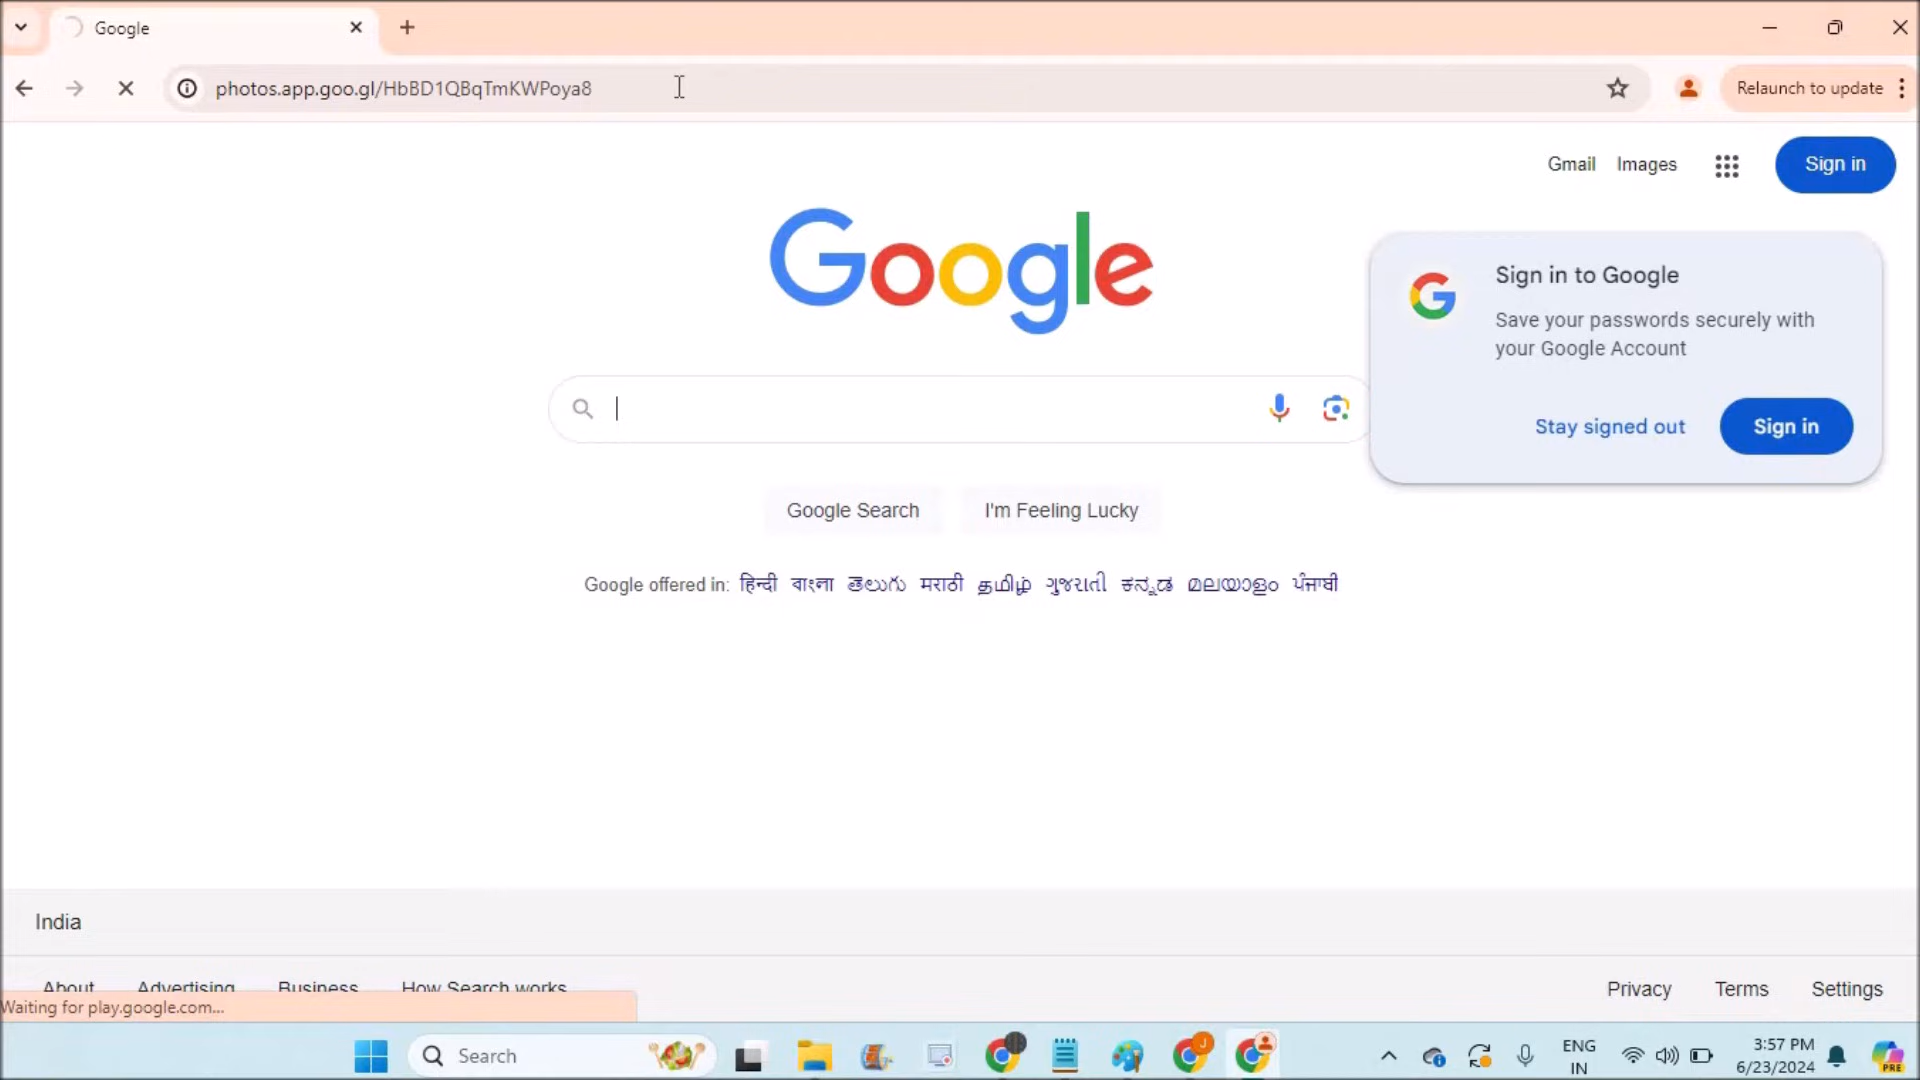 Google
photos.app.goo.gl/HbBD1QBqTmKWPoya8
Relaunch to update
Gmail Images Sign in
Google
Sign in to Google
Save your passwords securely with
your Google Account
Stay signed out Sign in
Google Search I'm Feeling Lucky
Google offered in: हिन्दी বাংলা తెలుగు मराठी தமிழ் ગુજરાતી ಕನ್ನಡ മലയാളം ਪੰਜਾਬੀ
India
About Advertising Business How Search works
Privacy Terms Settings
Waiting for play.google.com...
Search
ENG
IN
3:57 PM
6/23/2024
J
PRE